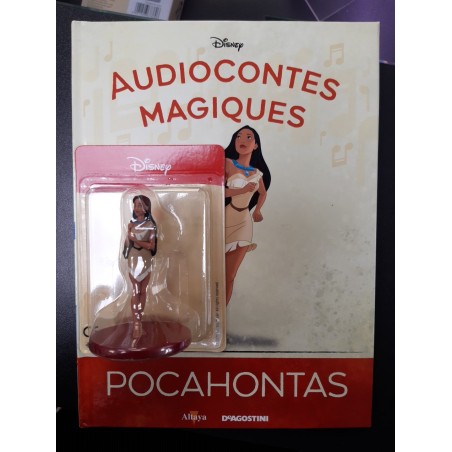 Disney
AUDIOCONTES
MAGIQUES
Disney
POCAHONTAS
Altaya DeAGOSTINI